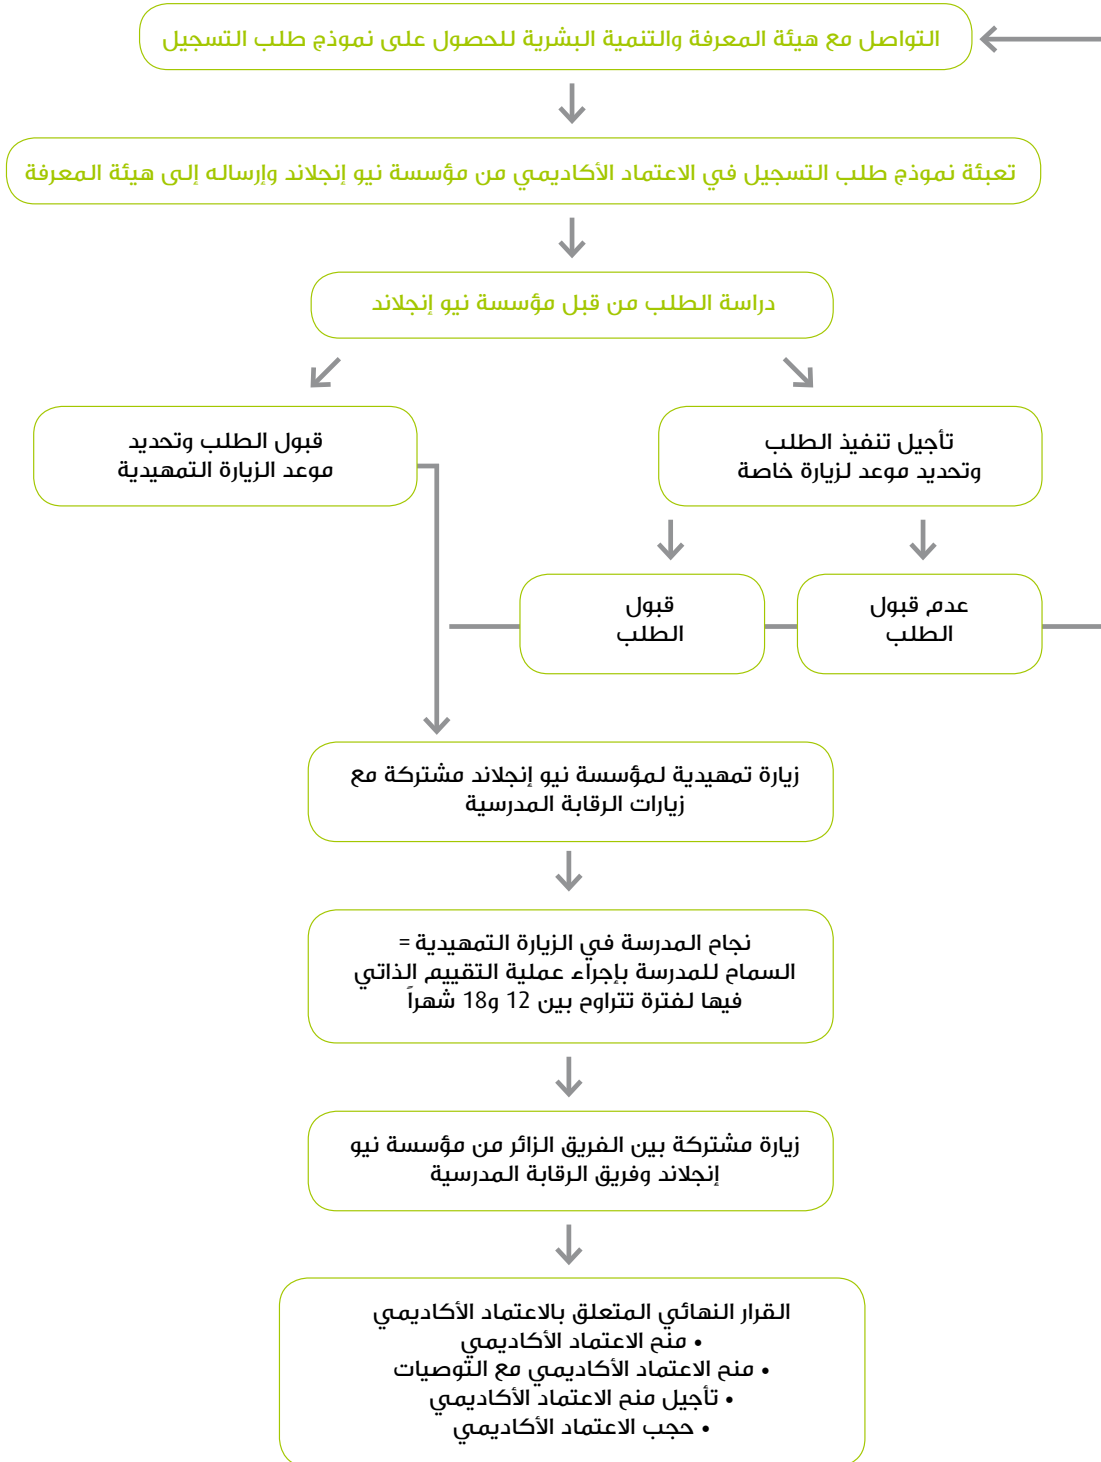 التواصل مع هيئة المعرفة والتنمية البشرية للحصول على نموذج طلب التسجيل
تعبئة نموذج طلب التسجيل في الاعتماد الأكاديمي من مؤسسة نيو إنجلاند وإرساله إلى هيئة المعرفة
دراسة الطلب من قبل مؤسسة نيو إنجلاند
تأجيل تنفيذ الطلب
وتحديد موعد لزيارة خاصة
قبول الطلب وتحديد
موعد الزيارة التمهيدية
عدم قبول
الطلب
قبول
الطلب
زيارة تمهيدية لمؤسسة نيو إنجلاند مشتركة مع
زيارات الرقابة المدرسية
نجاح المدرسة في الزيارة التمهيدية =
السماح للمدرسة بإجراء عملية التقييم الذاتي
فيها لفترة تتراوح بين 12 و18 شهراً
زيارة مشتركة بين الفريق الزائر من مؤسسة نيو
إنجلاند وفريق الرقابة المدرسية
القرار النهائي المتعلق بالاعتماد الأكاديمي
• منح الاعتماد الأكاديمي
• منح الاعتماد الأكاديمي مع التوصيات
• تأجيل منح الاعتماد الأكاديمي
• حجب الاعتماد الأكاديمي